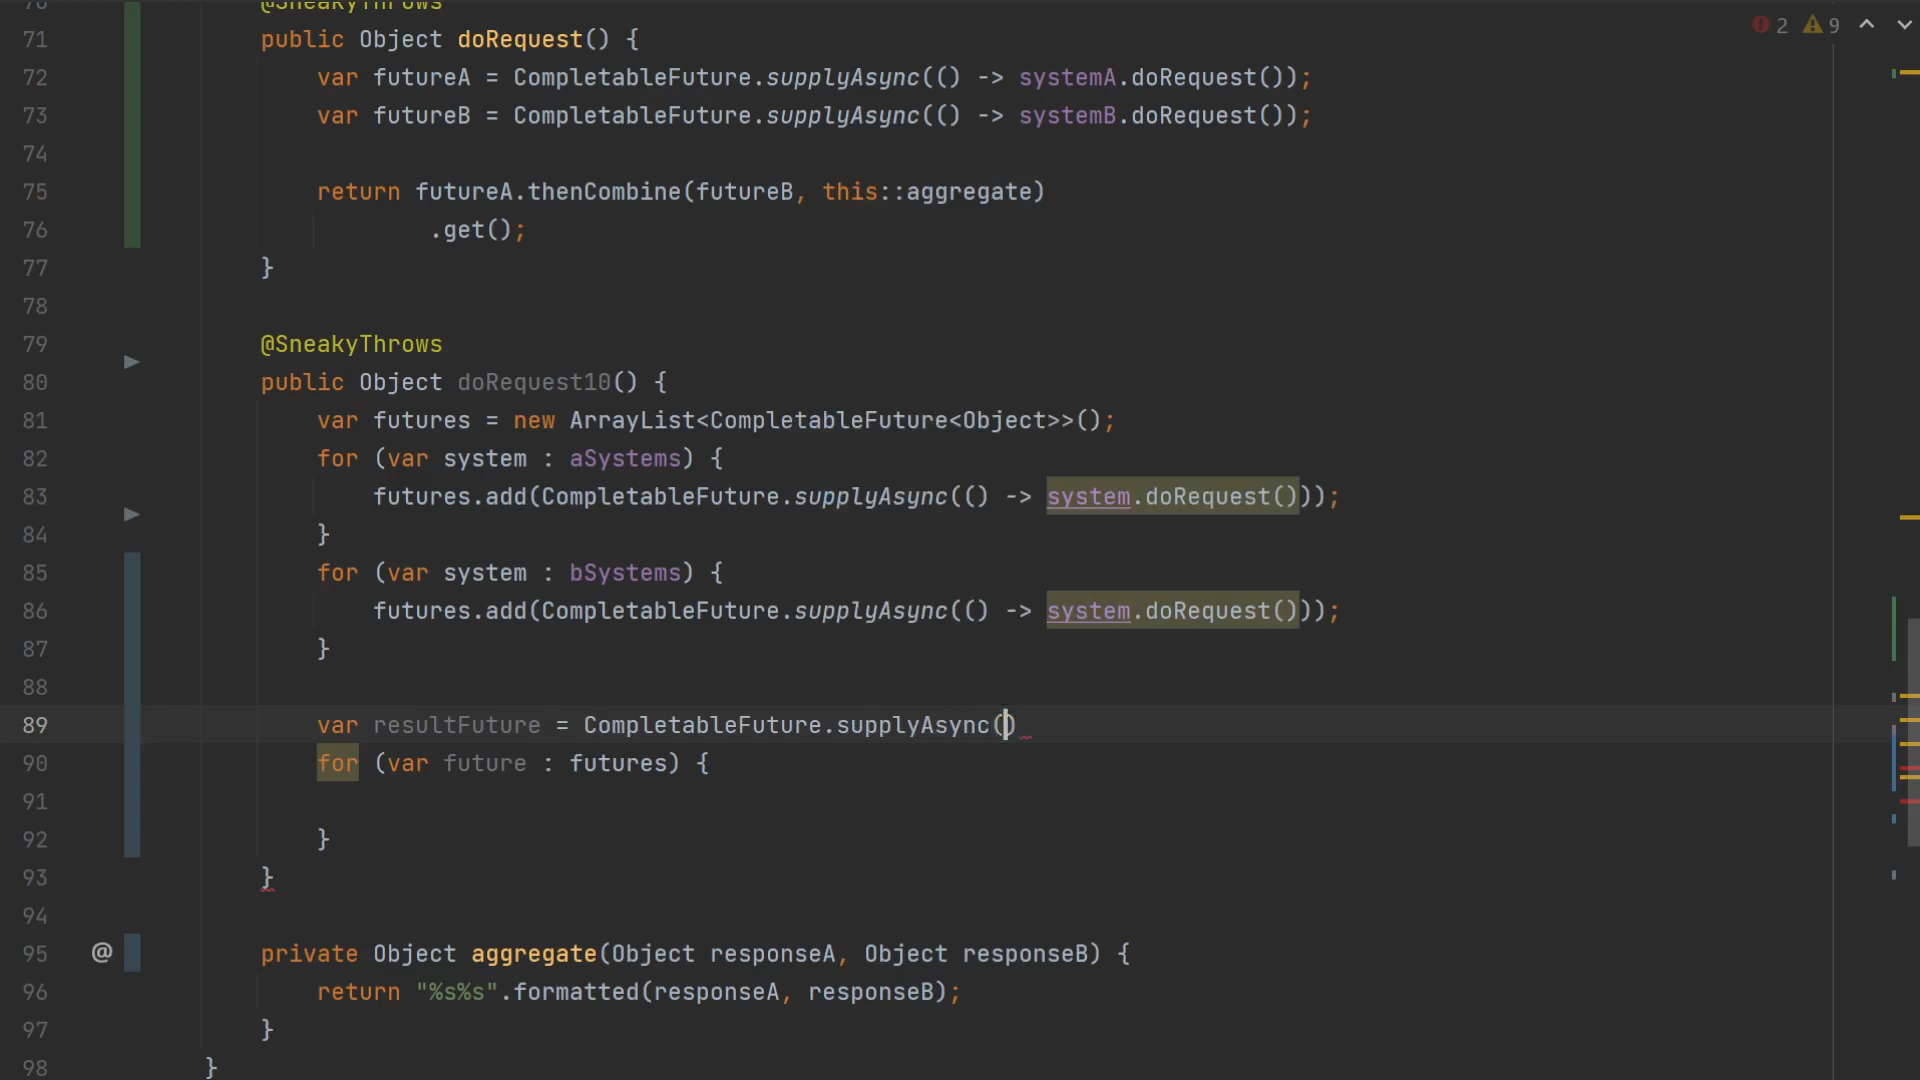 70 @SneakyThrows
2 9
71 public Object doRequest() {
72 var futureA = CompletableFuture.supplyAsync(() -> systemA.doRequest());
73 var futureB = CompletableFuture.supplyAsync(() -> systemB.doRequest());
74
75 return futureA.thenCombine(futureB, this::aggregate)
76 .get();
77 }
78
79 @SneakyThrows
80 public Object doRequest10() {
81 var futures = new ArrayList<CompletableFuture<Object>>();
82 for (var system : aSystems) {
83 futures.add(CompletableFuture.supplyAsync(() -> system.doRequest()));
84 }
85 for (var system : bSystems) {
86 futures.add(CompletableFuture.supplyAsync(() -> system.doRequest()));
87 }
88
89 var resultFuture = CompletableFuture.supplyAsync()
90 for (var future : futures) {
91
92 }
93 }
94
95 @ private Object aggregate(Object responseA, Object responseB) {
96 return "%s%s".formatted(responseA, responseB);
97 }
98 }